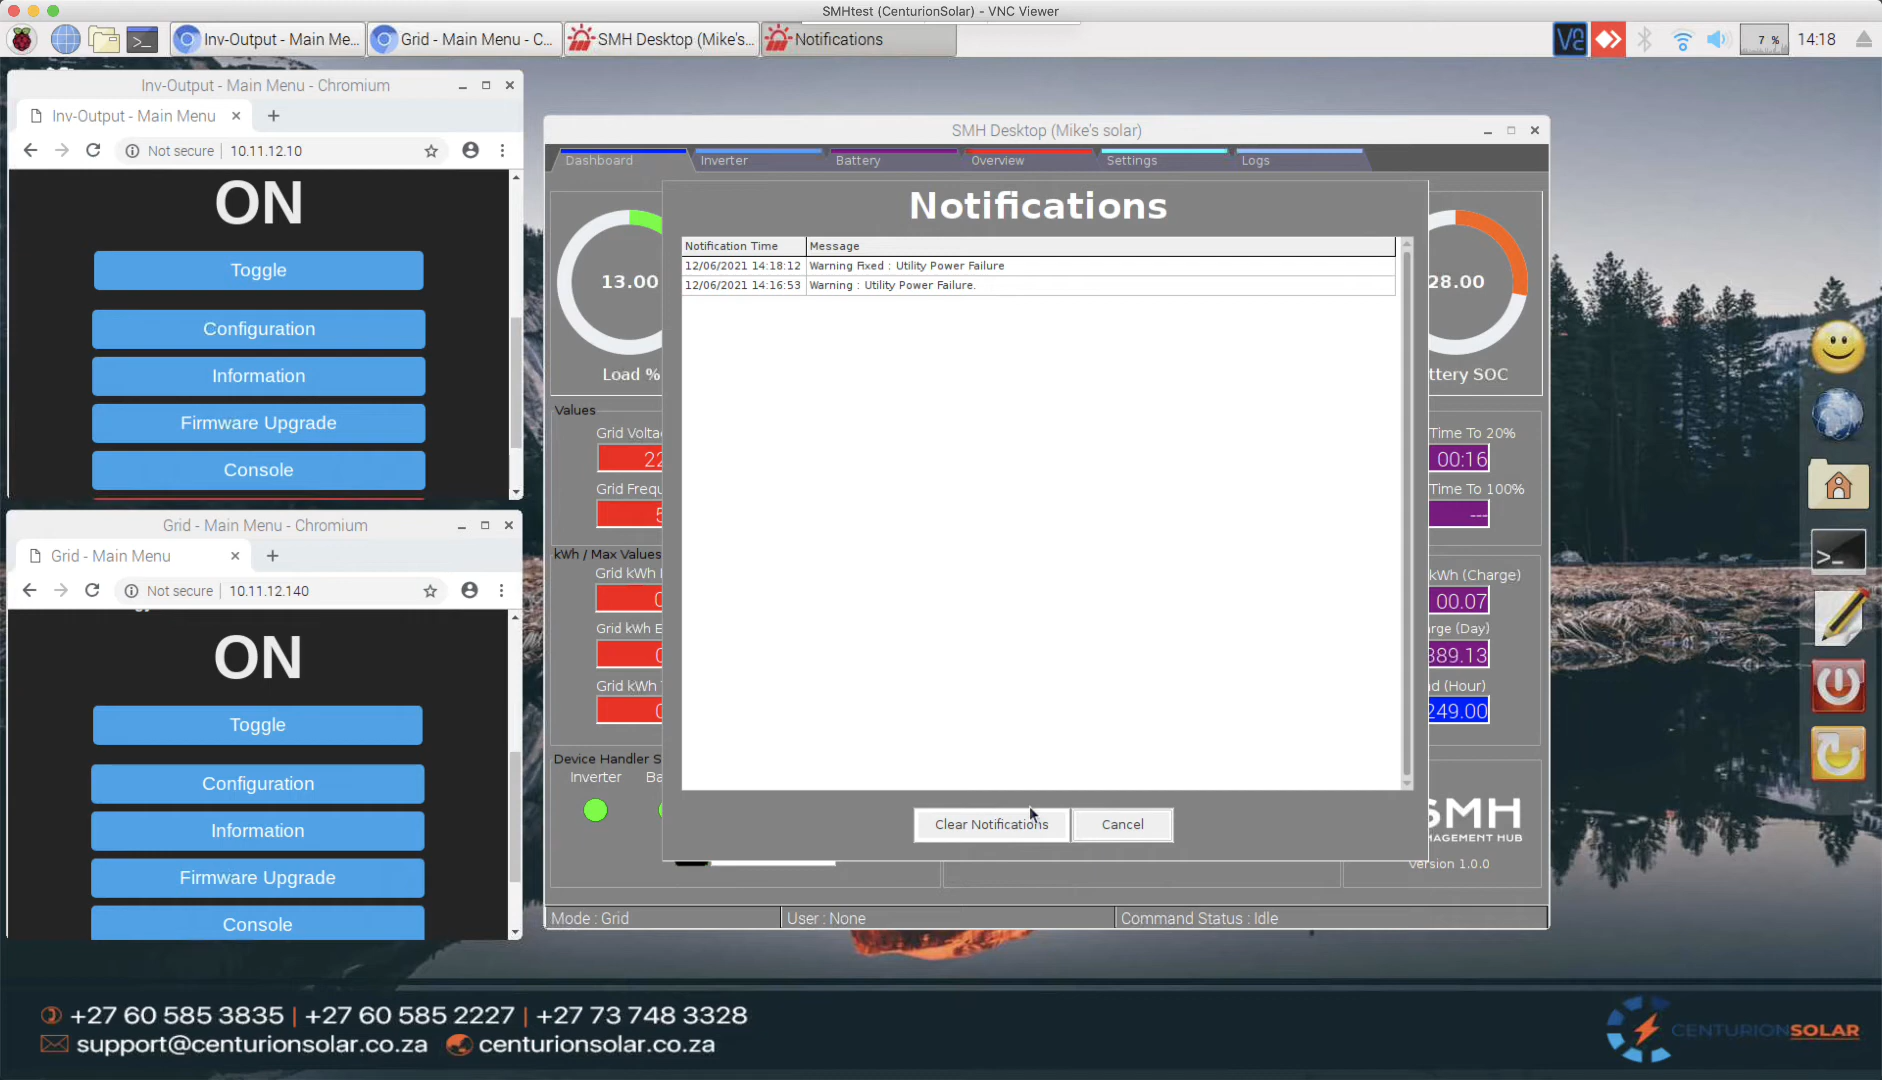 SMHtest (CenturionSolar) - VNC Viewer
Inv-Output - Main Me...
Grid - Main Menu - C...
SMH Desktop (Mike's...
Notifications
7 %
14:18
Inv-Output - Main Menu - Chromium
Inv-Output - Main Menu
Not secure
10.11.12.10
ON
Toggle
Configuration
Information
Firmware Upgrade
Console
Grid - Main Menu - Chromium
Grid - Main Menu
Not secure
10.11.12.140
ON
Toggle
Configuration
Information
Firmware Upgrade
Console
SMH Desktop (Mike's solar)
Dashboard
Inverter
Battery
Overview
Settings
Logs
Notifications
Notification Time
Message
12/06/2021 14:18:12
Warning Fixed : Utility Power Failure
12/06/2021 14:16:53
Warning : Utility Power Failure.
Clear Notifications
Cancel
13.00
Load %
28.00
ttery SOC
Values
Grid Volta
22
Grid Frequ
5
Time To 20%
00:16
Time To 100%
---
kWh / Max Values
Grid kWh
0
Grid kWh E
0
Grid kWh
0
kWh (Charge)
00.07
rge (Day)
389.13
d (Hour)
249.00
Device Handler S
Inverter
Ba
SMH
AGEMENT HUB
Version 1.0.0
Mode : Grid
User : None
Command Status : Idle
+27 60 585 3835 | +27 60 585 2227 | +27 73 748 3328
support@centurionsolar.co.za
centurionsolar.co.za
CENTURIONSOLAR